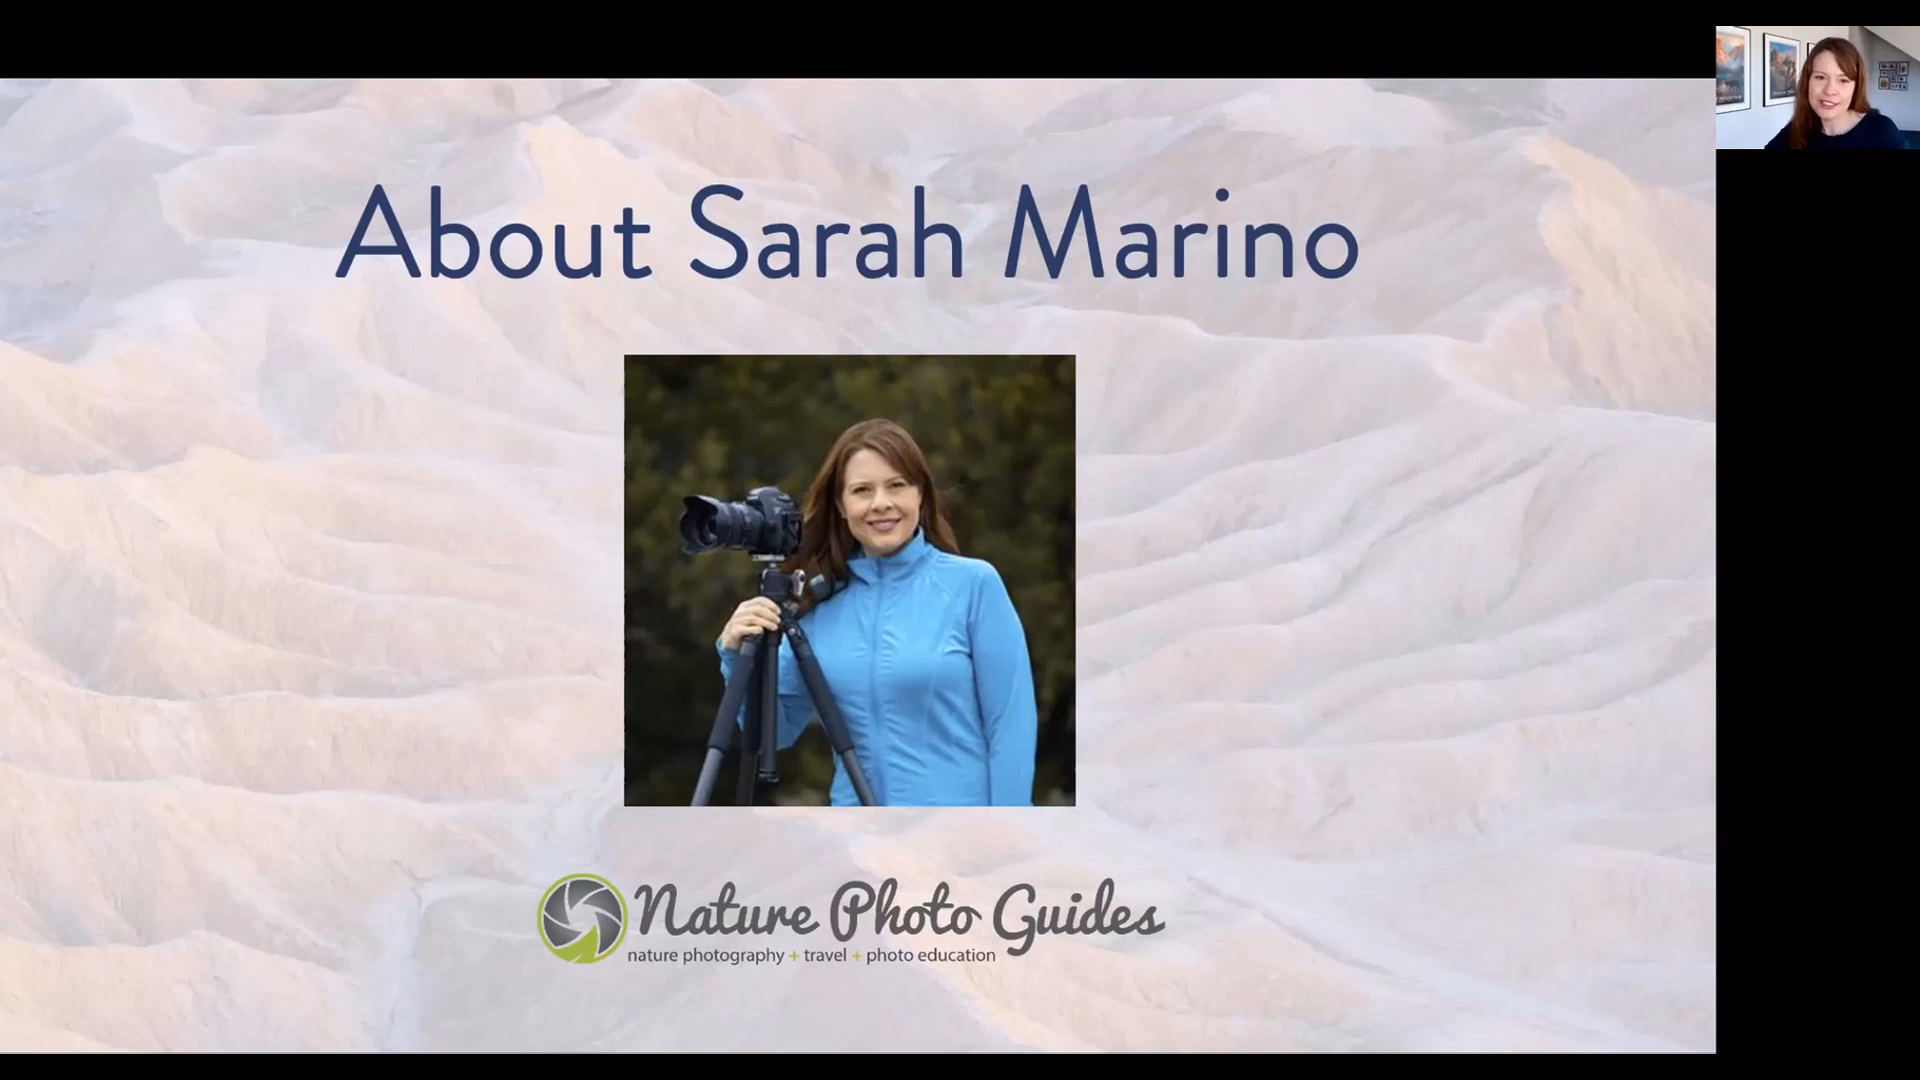 About Sarah Marino
Nature Photo Guides
nature photography + travel + photo education